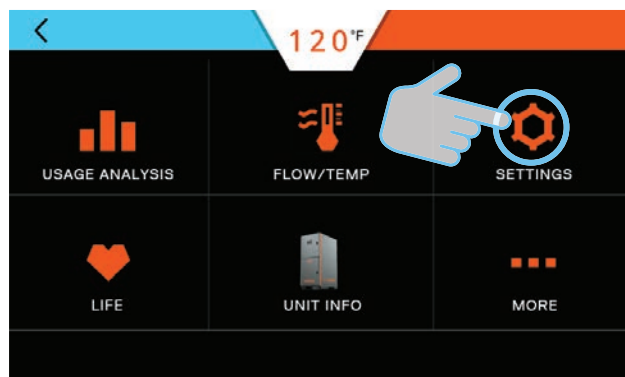 120°F
USAGE ANALYSIS
FLOW/TEMP
SETTINGS
LIFE
UNIT INFO
MORE